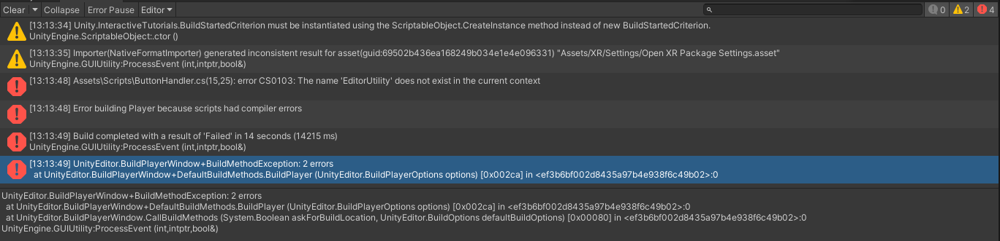 Clear Collapse Error Pause Editor 0 2 4
[13:13:34] Unity.InteractiveTutorials.BuildStartedCriterion must be instantiated using the ScriptableObject.CreateInstance method instead of new BuildStartedCriterion.
UnityEngine.ScriptableObject:.ctor ()
[13:13:35] Importer(NativeFormatImporter) generated inconsistent result for asset(guid:69502b436ea168249b034e1e4e096331) "Assets/XR/Settings/Open XR Package Settings.asset"
UnityEngine.GUIUtility:ProcessEvent (int,intptr,bool&)
[13:13:48] Assets\Scripts\ButtonHandler.cs(15,25): error CS0103: The name 'EditorUtility' does not exist in the current context
[13:13:48] Error building Player because scripts had compiler errors
[13:13:49] Build completed with a result of 'Failed' in 14 seconds (14215 ms)
UnityEngine.GUIUtility:ProcessEvent (int,intptr,bool&)
[13:13:49] UnityEditor.BuildPlayerWindow+BuildMethodException: 2 errors
at UnityEditor.BuildPlayerWindow+DefaultBuildMethods.BuildPlayer (UnityEditor.BuildPlayerOptions options) [0x002ca] in <ef3b6bf002d8435a97b4e938f6c49b02>:0
UnityEditor.BuildPlayerWindow+BuildMethodException: 2 errors
at UnityEditor.BuildPlayerWindow+DefaultBuildMethods.BuildPlayer (UnityEditor.BuildPlayerOptions options) [0x002ca] in <ef3b6bf002d8435a97b4e938f6c49b02>:0
at UnityEditor.BuildPlayerWindow.CallBuildMethods (System.Boolean askForBuildLocation, UnityEditor.BuildOptions defaultBuildOptions) [0x00080] in <ef3b6bf002d8435a97b4e938f6c49b02>:0
UnityEngine.GUIUtility:ProcessEvent (int,intptr,bool&)